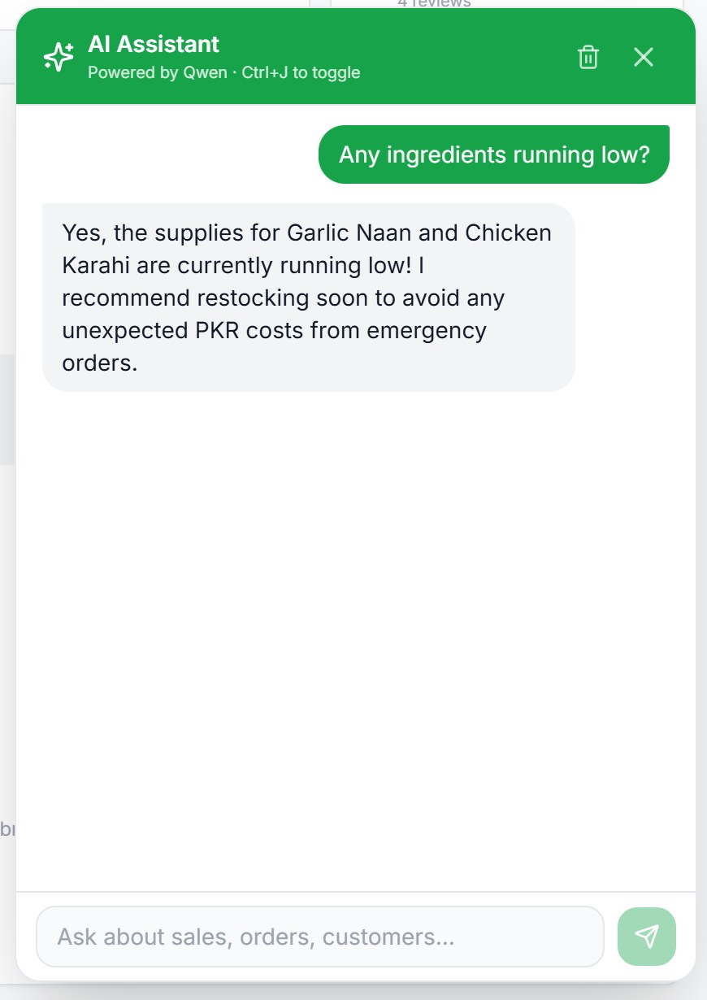 4 reviews
AI Assistant
Powered by Qwen · Ctrl+J to toggle
Any ingredients running low?
Yes, the supplies for Garlic Naan and Chicken
Karahi are currently running low! I
recommend restocking soon to avoid any
unexpected PKR costs from emergency
orders.
Ask about sales, orders, customers...